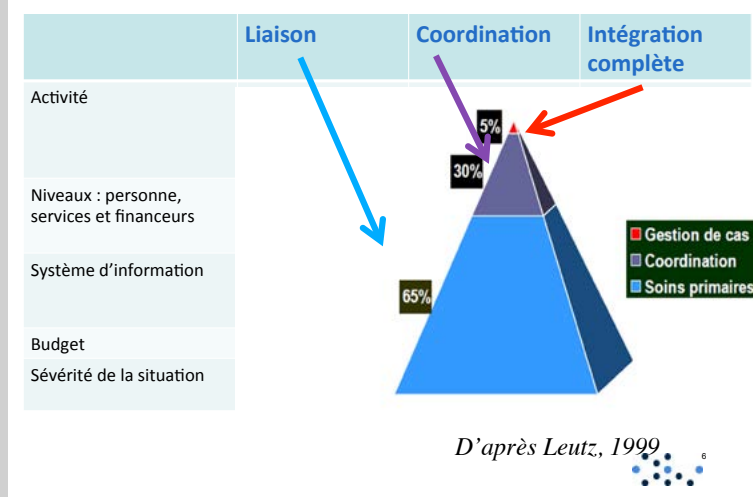 Liaison
Coordination
Intégration
complète
Activité
Niveaux : personne,
services et financeurs
Système d'information
Budget
Sévérité de la situation
5%
30%
65%
Gestion de cas
Coordination
Soins primaires
D'après Leutz, 1999
6